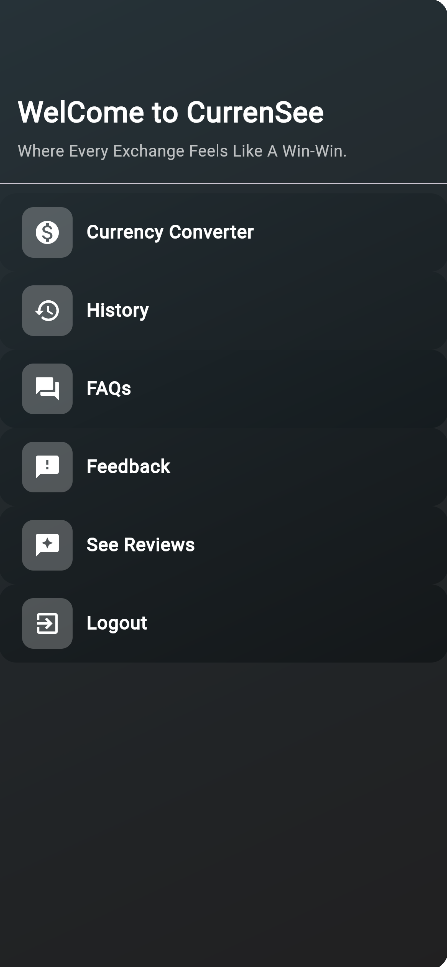 WelCome to CurrenSee
Where Every Exchange Feels Like A Win-Win.
Currency Converter
History
FAQs
Feedback
See Reviews
Logout